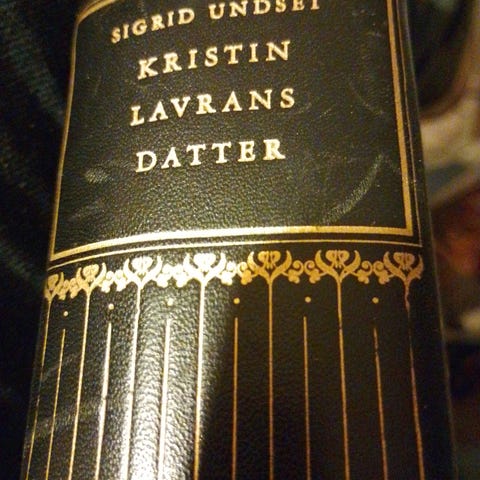 SIGRID UNDSET
KRISTIN
LAVRANS
DATTER